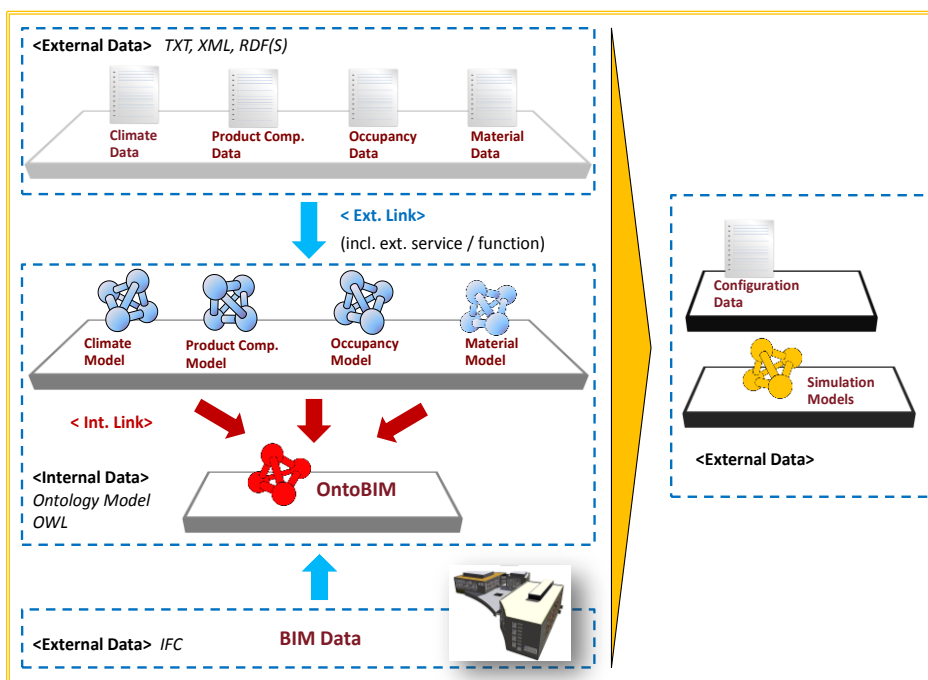 <External Data> TXT, XML, RDF(S)
Climate
Data
Product Comp.
Data
Occupancy
Data
Material
Data
< Ext. Link>
(incl. ext. service / function)
Climate
Model
Product Comp.
Model
Occupancy
Model
Material
Model
< Int. Link>
<Internal Data>
Ontology Model
OWL
OntoBIM
<External Data> IFC
BIM Data
Configuration
Data
Simulation
Models
<External Data>